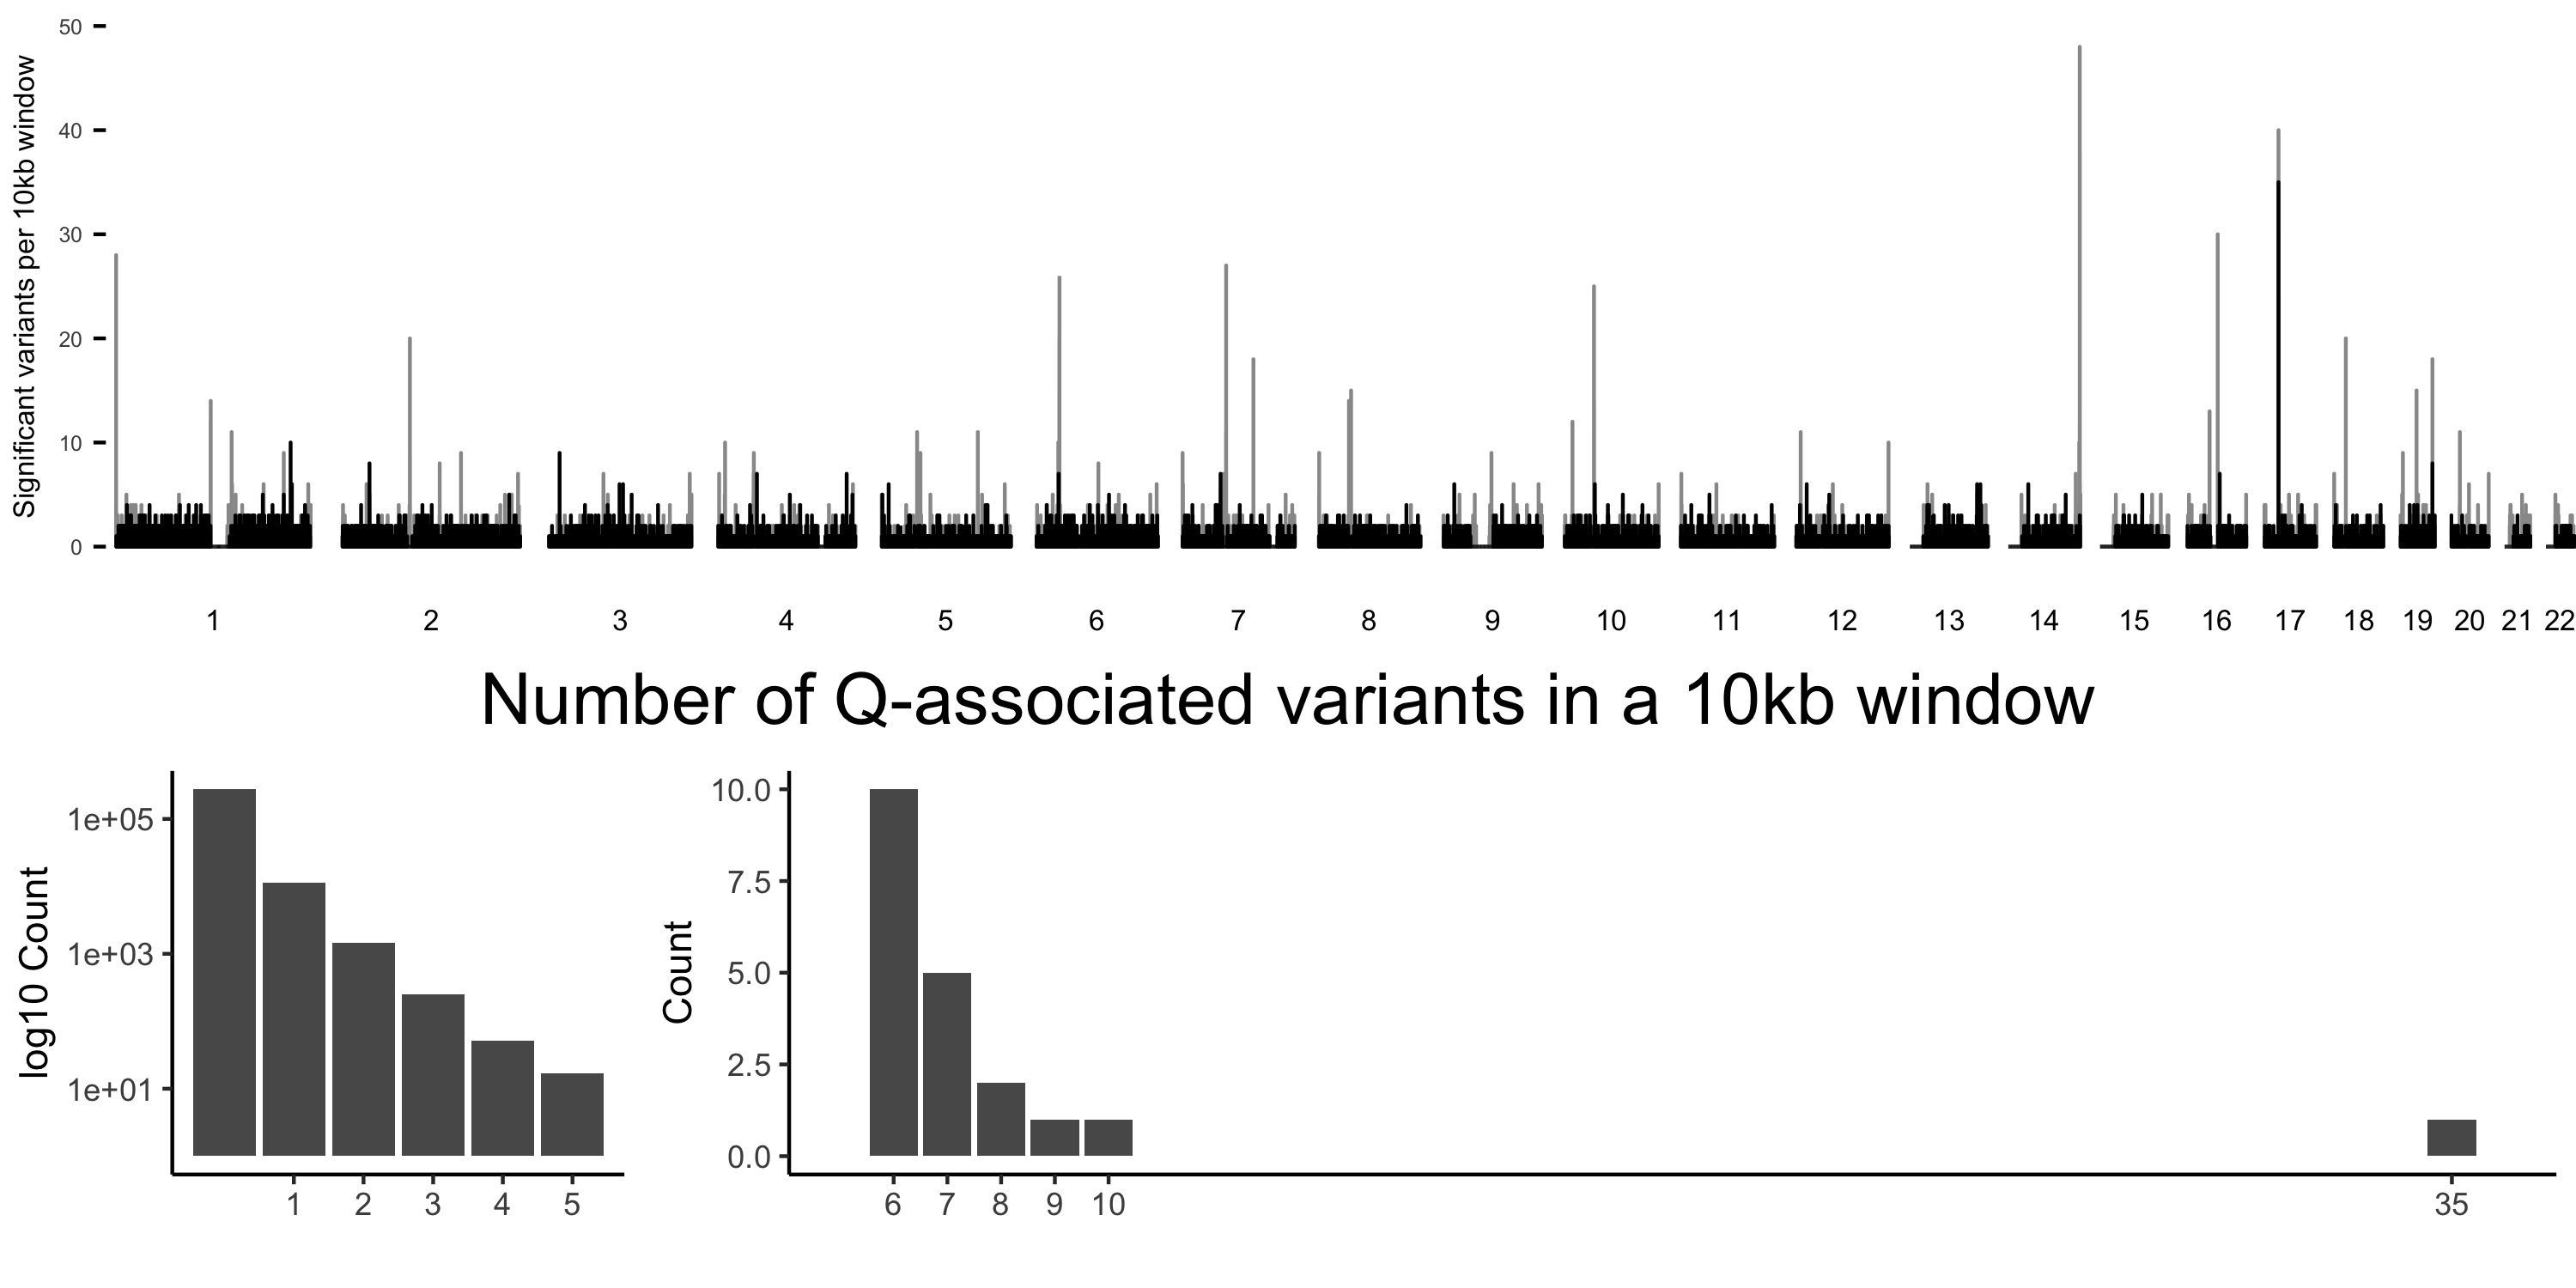 Significant variants per 10kb window
50
40
30
20
10
0
1 2 3 4 5 6 7 8 9 10 11 12 13 14 15 16 17 18 19 20 21 22
Number of Q-associated variants in a 10kb window
log10 Count
1e+05
1e+03
1e+01
1 2 3 4 5
Count
10.0
7.5
5.0
2.5
0.0
6 7 8 9 10 35